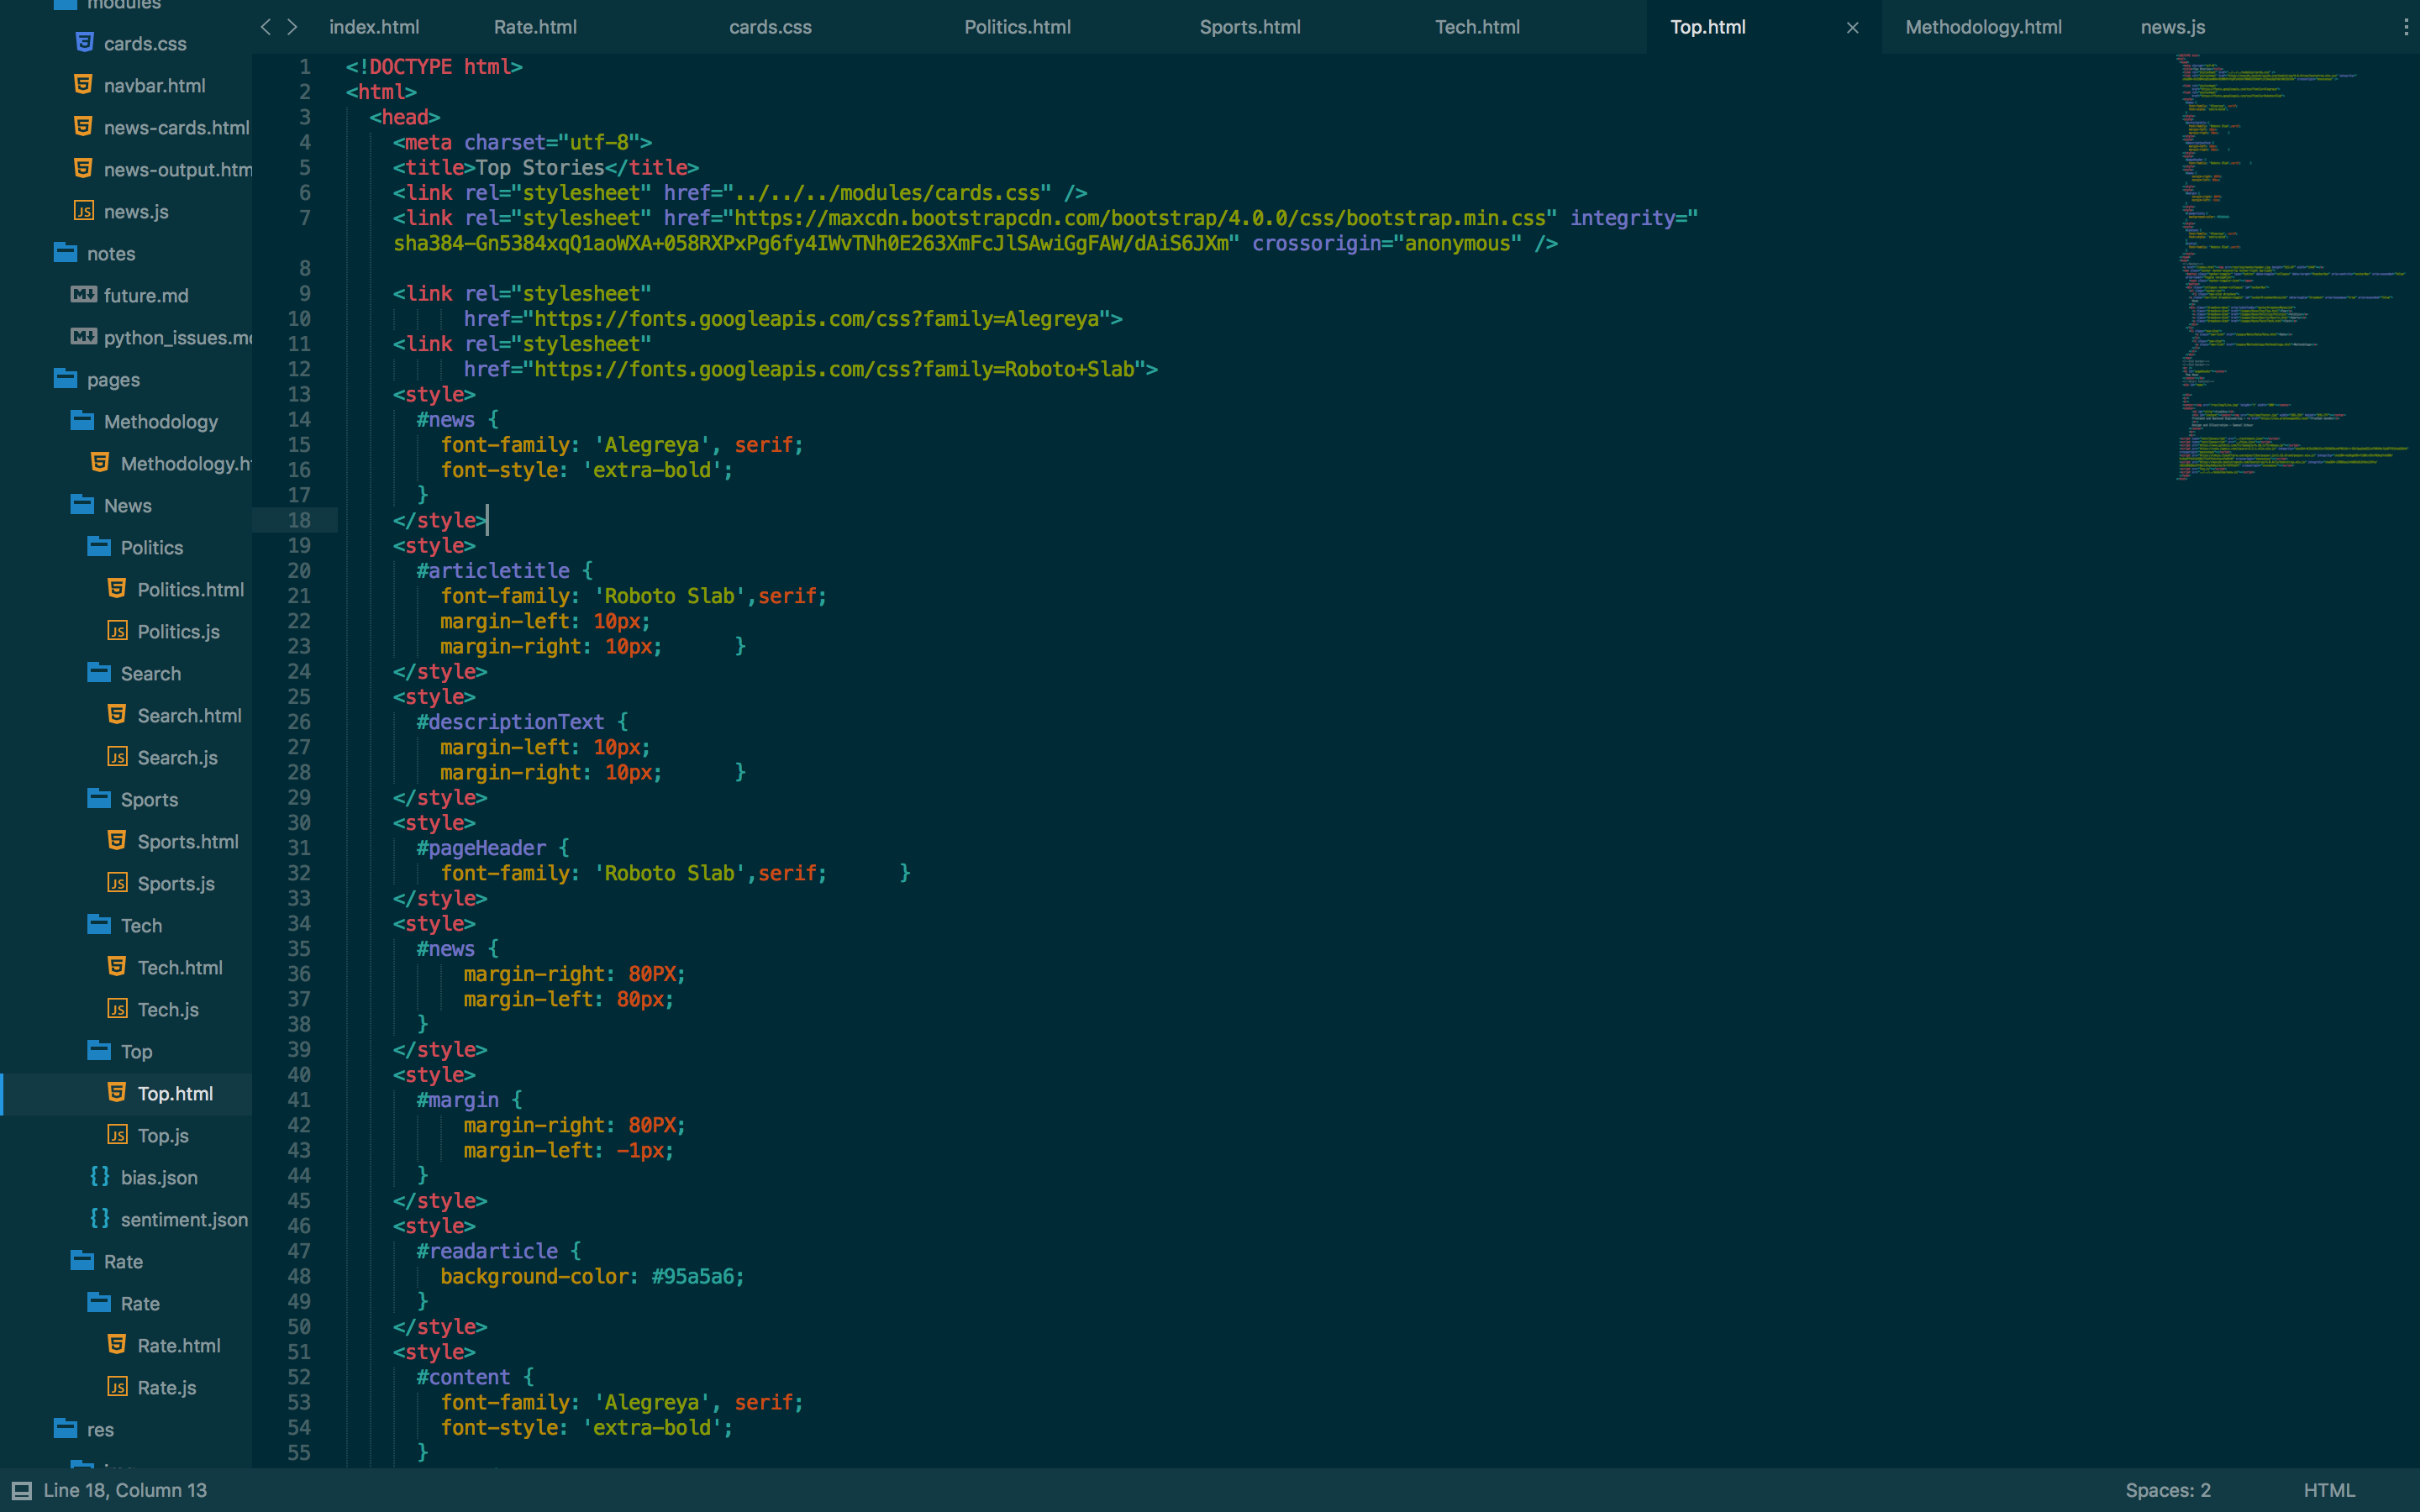 modules
cards.css
navbar.html
news-cards.html
news-output.htm
news.js
notes
future.md
python_issues.md
pages
Methodology
Methodology.h
News
Politics
Politics.html
Politics.js
Search
Search.html
Search.js
Sports
Sports.html
Sports.js
Tech
Tech.html
Tech.js
Top
Top.html
Top.js
bias.json
sentiment.json
Rate
Rate
Rate.html
Rate.js
res
index.html Rate.html cards.css Politics.html Sports.html Tech.html Top.html × Methodology.html news.js
1 <!DOCTYPE html>
2 <html>
3 <head>
4 <meta charset="utf-8">
5 <title>Top Stories</title>
6 <link rel="stylesheet" href="../../../modules/cards.css" />
7 <link rel="stylesheet" href="https://maxcdn.bootstrapcdn.com/bootstrap/4.0.0/css/bootstrap.min.css" integrity="
sha384-Gn5384xqQ1aoWXA+058RXPxPg6fy4IWvTNh0E263XmFcJlSAwiGgFAW/dAiS6JXm" crossorigin="anonymous" />
8
9 <link rel="stylesheet"
10 href="https://fonts.googleapis.com/css?family=Alegreya">
11 <link rel="stylesheet"
12 href="https://fonts.googleapis.com/css?family=Roboto+Slab">
13 <style>
14 #news {
15 font-family: 'Alegreya', serif;
16 font-style: 'extra-bold';
17 }
18 </style>
19 <style>
20 #articletitle {
21 font-family: 'Roboto Slab',serif;
22 margin-left: 10px;
23 margin-right: 10px; }
24 </style>
25 <style>
26 #descriptionText {
27 margin-left: 10px;
28 margin-right: 10px; }
29 </style>
30 <style>
31 #pageHeader {
32 font-family: 'Roboto Slab',serif; }
33 </style>
34 <style>
35 #news {
36 margin-right: 80PX;
37 margin-left: 80px;
38 }
39 </style>
40 <style>
41 #margin {
42 margin-right: 80PX;
43 margin-left: -1px;
44 }
45 </style>
46 <style>
47 #readarticle {
48 background-color: #95a5a6;
49 }
50 </style>
51 <style>
52 #content {
53 font-family: 'Alegreya', serif;
54 font-style: 'extra-bold';
55 }
Line 18, Column 13
Spaces: 2 HTML